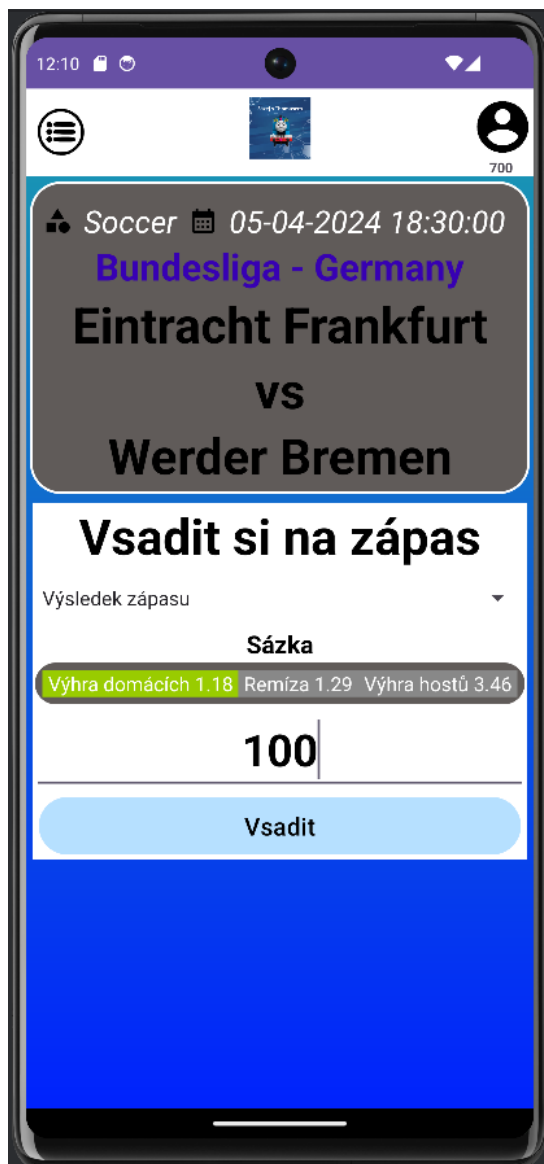 12:10
700
Soccer 05-04-2024 18:30:00
Bundesliga - Germany
Eintracht Frankfurt
vs
Werder Bremen
Vsadit si na zápas
Výsledek zápasu
Sázka
Výhra domácích 1.18 Remíza 1.29 Výhra hostů 3.46
100
Vsadit